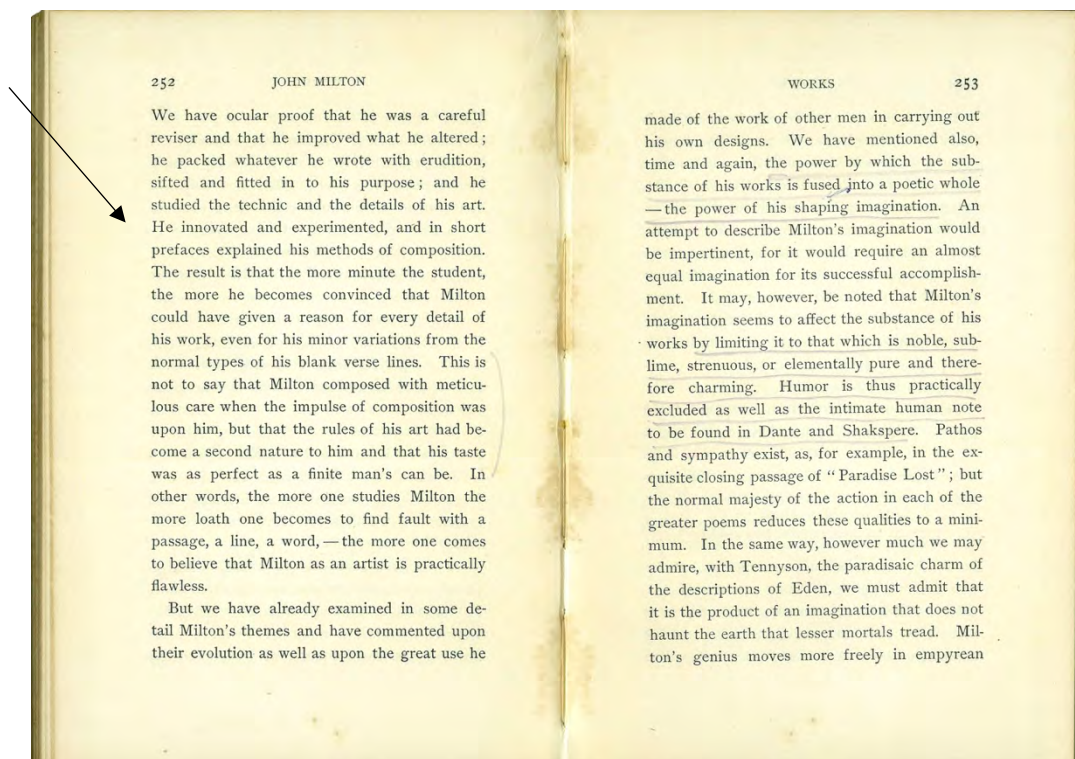 252 JOHN MILTON
We have ocular proof that he was a careful
reviser and that he improved what he altered;
he packed whatever he wrote with erudition,
sifted and fitted in to his purpose; and he
studied the technic and the details of his art.
He innovated and experimented, and in short
prefaces explained his methods of composition.
The result is that the more minute the student,
the more he becomes convinced that Milton
could have given a reason for every detail of
his work, even for his minor variations from the
normal types of his blank verse lines. This is
not to say that Milton composed with meticu-
lous care when the impulse of composition was
upon him, but that the rules of his art had be-
come a second nature to him and that his taste
was as perfect as a finite man's can be. In
other words, the more one studies Milton the
more loath one becomes to find fault with a
passage, a line, a word,—the more one comes
to believe that Milton as an artist is practically
flawless.
But we have already examined in some de-
tail Milton's themes and have commented upon
their evolution as well as upon the great use he
WORKS 253
made of the work of other men in carrying out
his own designs. We have mentioned also,
time and again, the power by which the sub-
stance of his works is fused into a poetic whole
—the power of his shaping imagination. An
attempt to describe Milton's imagination would
be impertinent, for it would require an almost
equal imagination for its successful accomplish-
ment. It may, however, be noted that Milton's
imagination seems to affect the substance of his
works by limiting it to that which is noble, sub-
lime, strenuous, or elementally pure and there-
fore charming. Humor is thus practically
excluded as well as the intimate human note
to be found in Dante and Shakspere. Pathos
and sympathy exist, as, for example, in the ex-
quisite closing passage of "Paradise Lost"; but
the normal majesty of the action in each of the
greater poems reduces these qualities to a mini-
mum. In the same way, however much we may
admire, with Tennyson, the paradisaic charm of
the descriptions of Eden, we must admit that
it is the product of an imagination that does not
haunt the earth that lesser mortals tread. Mil-
ton's genius moves more freely in empyrean